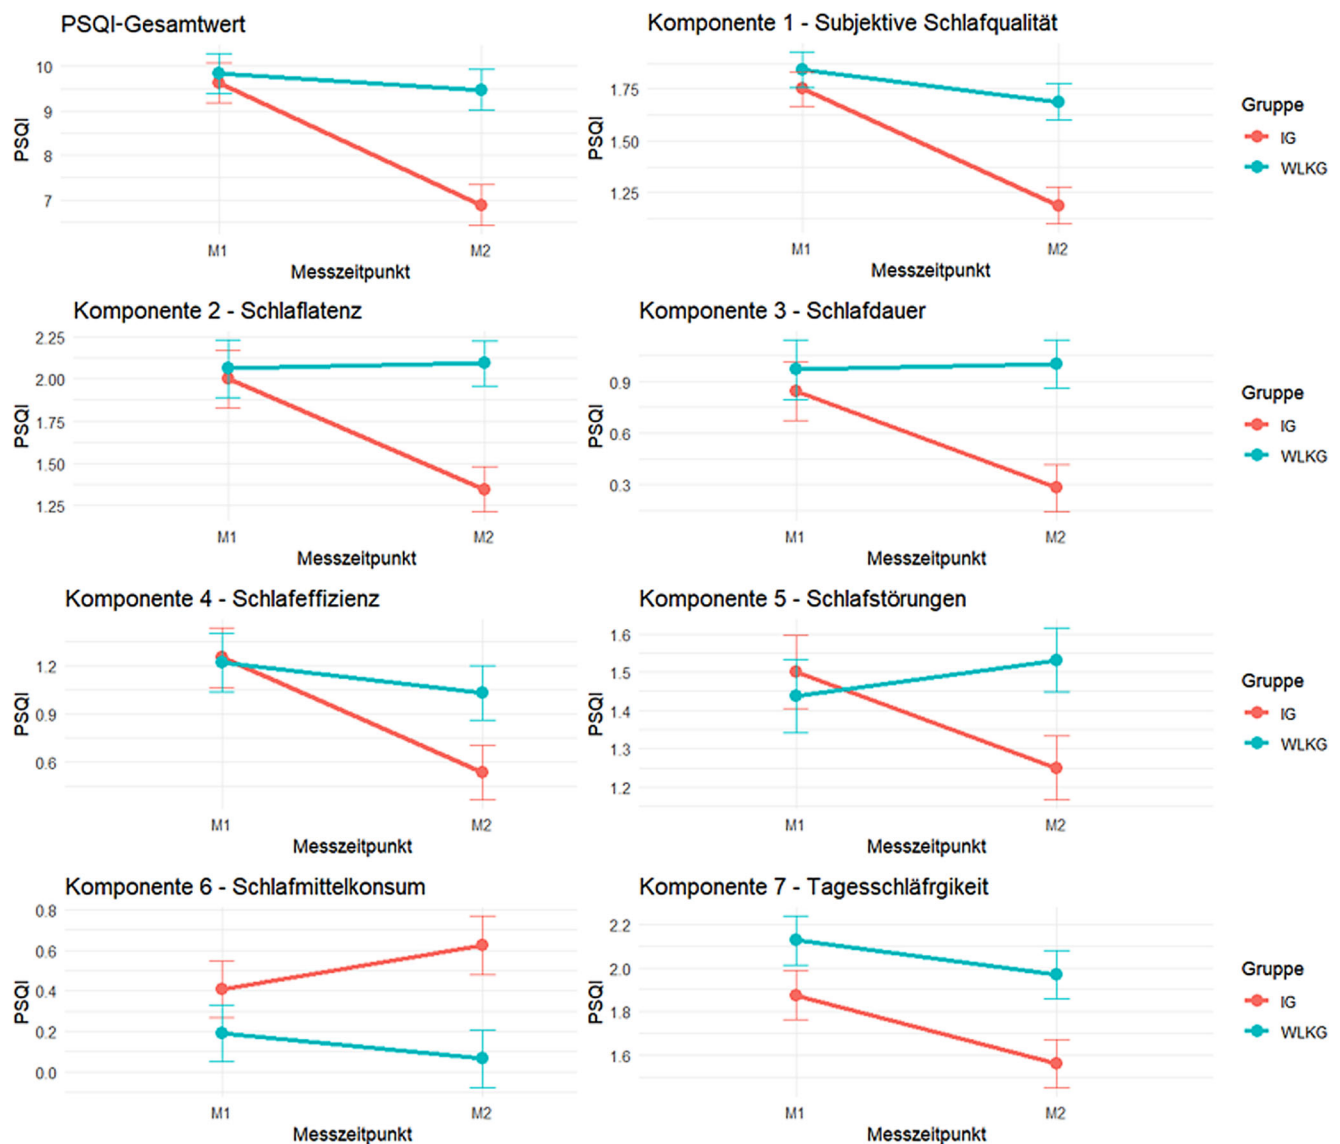 PSQI-Gesamtwert
PSQI
10
9
8
7
M1
M2
Messzeitpunkt
Komponente 1 - Subjektive Schlafqualität
PSQI
1.75
1.50
1.25
M1
M2
Messzeitpunkt
Gruppe
IG
WLKG
Komponente 2 - Schlaflatenz
PSQI
2.25
2.00
1.75
1.50
1.25
M1
M2
Messzeitpunkt
Komponente 3 - Schlafdauer
PSQI
0.9
0.6
0.3
M1
M2
Messzeitpunkt
Gruppe
IG
WLKG
Komponente 4 - Schlafeffizienz
PSQI
1.2
0.9
0.6
M1
M2
Messzeitpunkt
Komponente 5 - Schlafstörungen
PSQI
1.6
1.5
1.4
1.3
1.2
M1
M2
Messzeitpunkt
Gruppe
IG
WLKG
Komponente 6 - Schlafmittelkonsum
PSQI
0.8
0.6
0.4
0.2
0.0
M1
M2
Messzeitpunkt
Komponente 7 - Tagesschläfrgikeit
PSQI
2.2
2.0
1.8
1.6
M1
M2
Messzeitpunkt
Gruppe
IG
WLKG